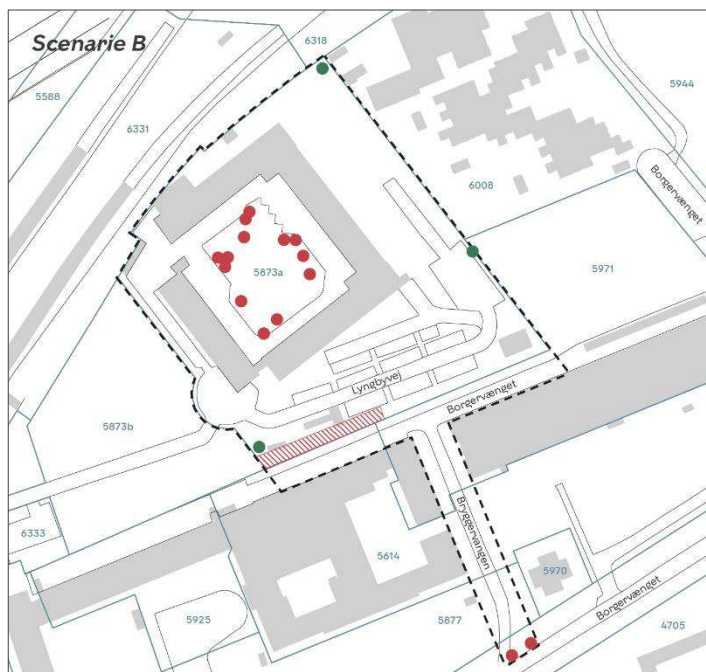 Scenarie B
6318
5588
6331
5944
6008
Borgervænget
5971
5873a
Lyngbyvej
Borgervænget
5873b
6333
Bryggervangen
5614
5970
Borgervænget
5925
5877
4705